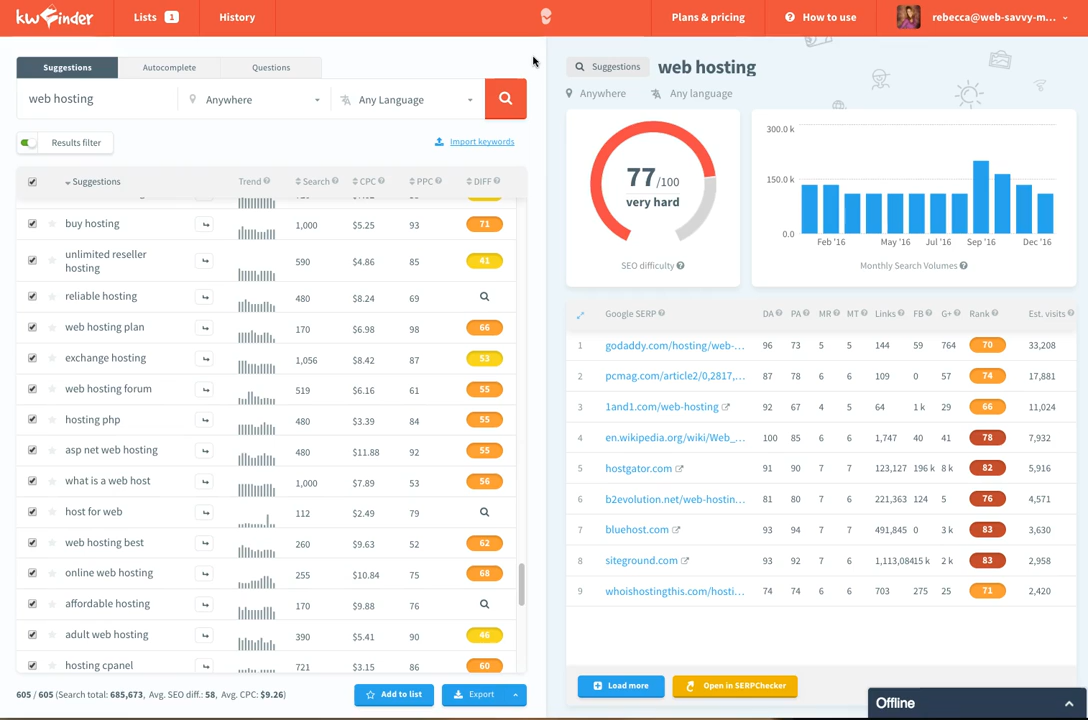 kwfinder
Lists 1
History
Plans & pricing
How to use
rebecca@web-savvy-m...
Suggestions Autocomplete Questions
web hosting Anywhere Any Language
Results filter Import keywords
Suggestions Trend Search CPC PPC DIFF
buy hosting 1,000 $5.25 93 71
unlimited reseller
hosting 590 $4.86 85 41
reliable hosting 480 $8.24 69
web hosting plan 170 $6.98 98 66
exchange hosting 1,056 $8.42 87 53
web hosting forum 519 $6.16 61 55
hosting php 480 $3.39 84 55
asp net web hosting 480 $11.88 92 55
what is a web host 1,000 $7.89 53 56
host for web 112 $2.49 79
web hosting best 260 $9.63 52 62
online web hosting 255 $10.84 75 68
affordable hosting 170 $9.88 76
adult web hosting 390 $5.41 90 46
hosting cpanel 721 $3.15 86 60
605 / 605 (Search total: 685,673, Avg. SEO diff.: 58, Avg. CPC: $9.26)
Add to list Export
Suggestions web hosting
Anywhere Any language
77/100
very hard
SEO difficulty
300.0 k
150.0 k
0.0
Feb '16 May '16 Jul '16 Sep '16 Dec '16
Monthly Search Volumes
Google SERP DA PA MR MT Links FB G+ Rank Est. visits
1 godaddy.com/hosting/web-... 96 73 5 5 144 59 764 70 33,208
2 pcmag.com/article2/0,2817,... 87 78 6 6 109 0 57 74 17,881
3 1and1.com/web-hosting 92 67 4 5 64 1 k 29 66 11,024
4 en.wikipedia.org/wiki/Web_... 100 85 6 6 1,747 40 41 78 7,932
5 hostgator.com 91 90 7 7 123,127 196 k 8 k 82 5,916
6 b2evolution.net/web-hostin... 81 80 7 6 221,363 124 5 76 4,571
7 bluehost.com 93 94 7 7 491,845 0 3 k 83 3,630
8 siteground.com 93 92 7 6 1,113,08415 k 2 k 83 2,958
9 whoishostingthis.com/hosti... 74 74 6 6 703 275 25 71 2,420
Load more Open in SERPChecker
Offline